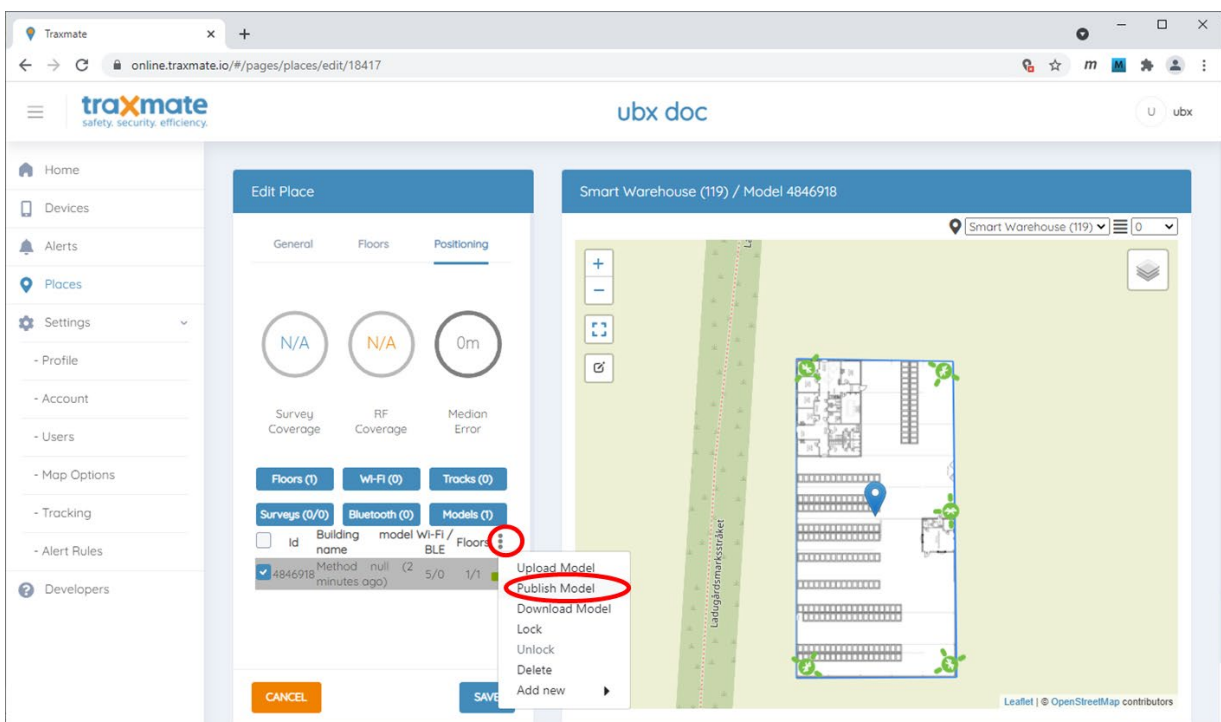 Traxmate
online.traxmate.io/#/pages/places/edit/18417
traxmate
safety. security. efficiency.
ubx doc
U ubx
Home
Devices
Alerts
Places
Settings
- Profile
- Account
- Users
- Map Options
- Tracking
- Alert Rules
Developers
Edit Place
General Floors Positioning
N/A N/A 0m
Survey Coverage
RF Coverage
Median Error
Floors (1) Wi-Fi (0) Tracks (0)
Surveys (0/0) Bluetooth (0) Models (1)
Id Building model name Wi-Fi / BLE Floors
4846918 Method null (2 minutes ago) 5/0 1/1
Upload Model
Publish Model
Download Model
Lock
Unlock
Delete
Add new
CANCEL SAVE
Smart Warehouse (119) / Model 4846918
Smart Warehouse (119) 0
+
−
Ladugårdsmarksstråket
Leaflet | © OpenStreetMap contributors